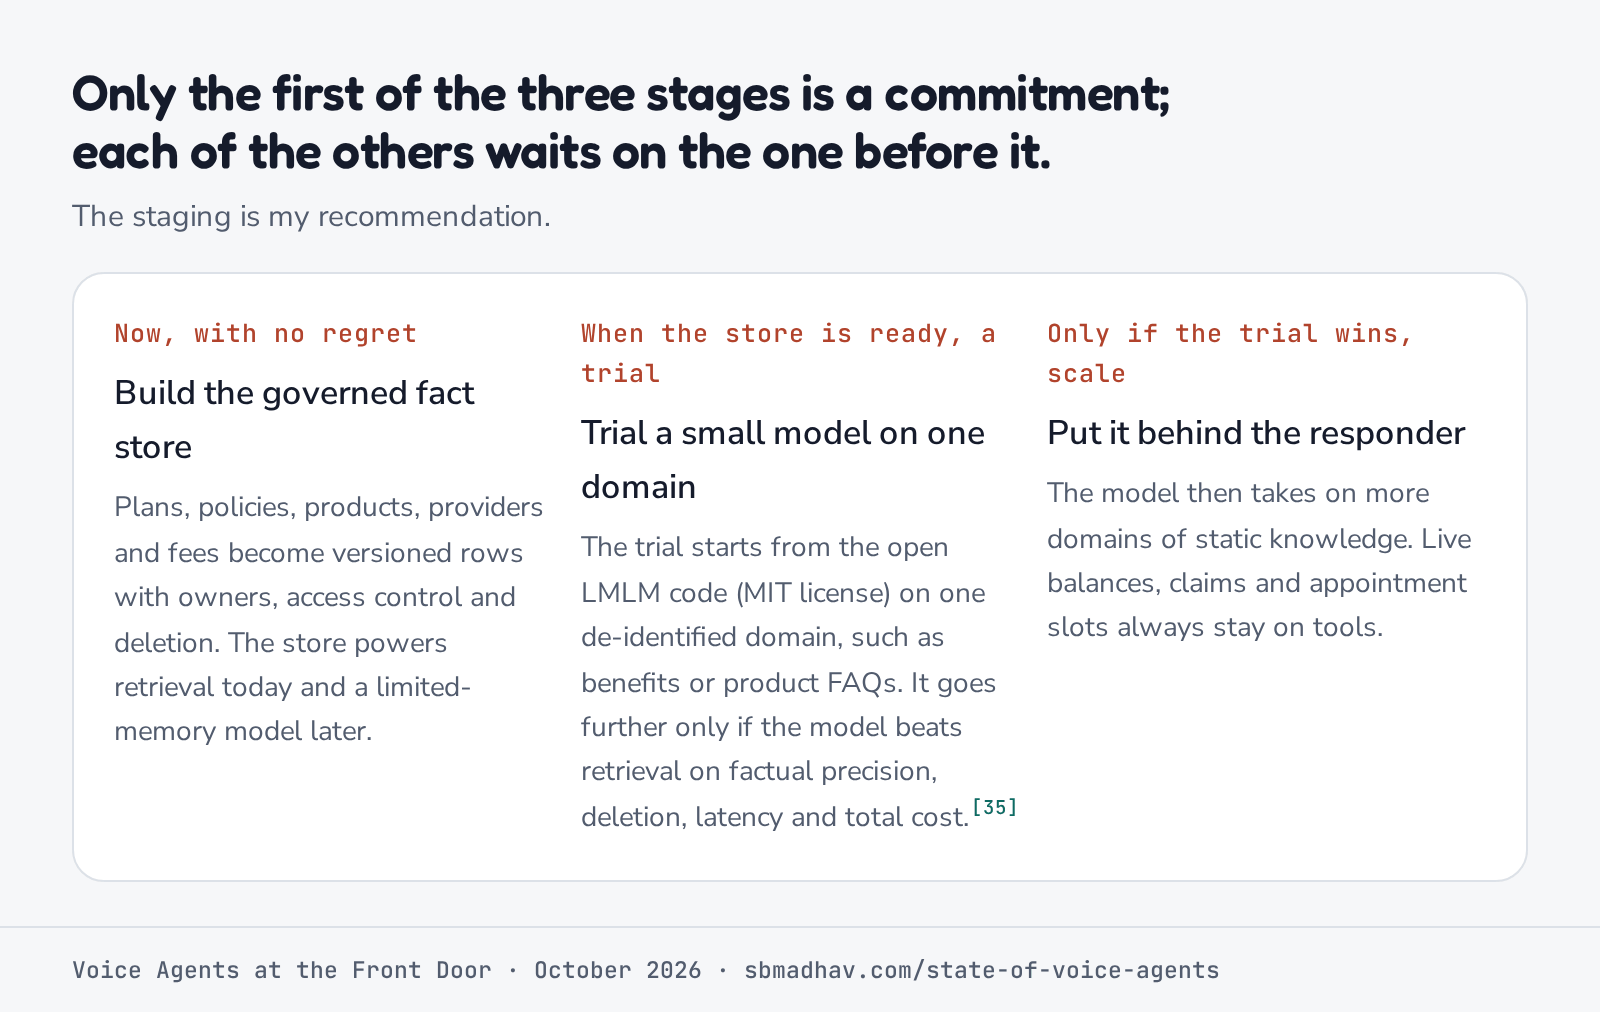 Only the first of the three stages is a commitment;
each of the others waits on the one before it.
The staging is my recommendation.
Now, with no regret
Build the governed fact
store
Plans, policies, products, providers
and fees become versioned rows
with owners, access control and
deletion. The store powers
retrieval today and a limited-
memory model later.
When the store is ready, a
trial
Trial a small model on one
domain
The trial starts from the open
LMLM code (MIT license) on one
de-identified domain, such as
benefits or product FAQs. It goes
further only if the model beats
retrieval on factual precision,
deletion, latency and total cost.[35]
Only if the trial wins,
scale
Put it behind the responder
The model then takes on more
domains of static knowledge. Live
balances, claims and appointment
slots always stay on tools.
Voice Agents at the Front Door · October 2026 · sbmadhav.com/state-of-voice-agents